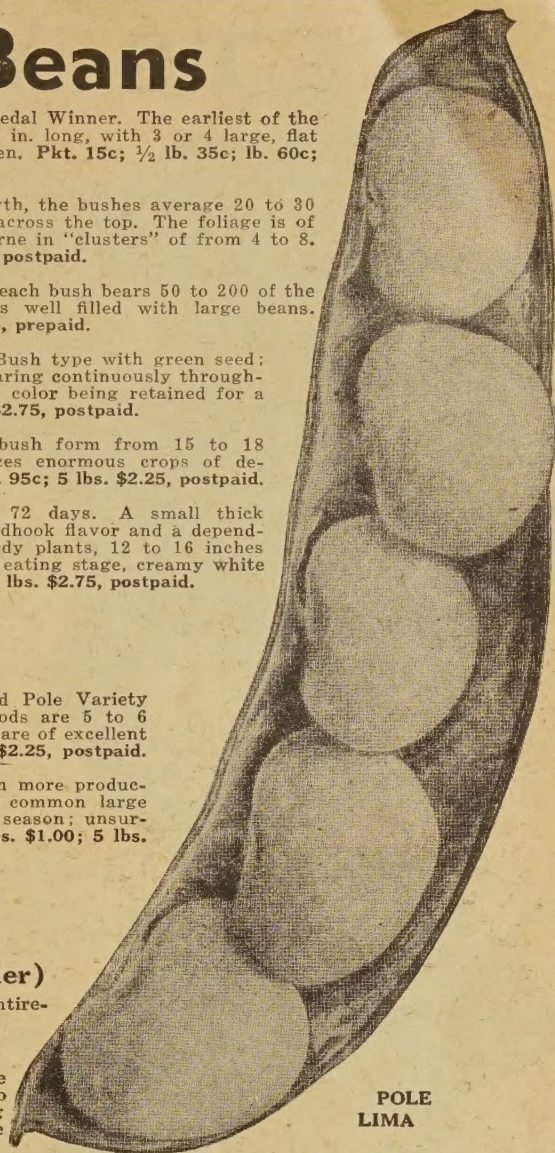 Beans
edal Winner. The earliest of the
in. long, with 3 or 4 large, flat
en. Pkt. 15c; ½ lb. 35c; lb. 60c;
th, the bushes average 20 to 30
across the top. The foliage is of
rne in "clusters" of from 4 to 8.
postpaid.
each bush bears 50 to 200 of the
s well filled with large beans.
, prepaid.
Bush type with green seed;
aring continuously through-
color being retained for a
$2.75, postpaid.
bush form from 15 to 18
ces enormous crops of de-
. 95c; 5 lbs. $2.25, postpaid.
72 days. A small thick
dhook flavor and a depend-
dy plants, 12 to 16 inches
eating stage, creamy white
lbs. $2.75, postpaid.
d Pole Variety
ods are 5 to 6
are of excellent
$2.25, postpaid.
n more produc-
common large
season; unsur-
s. $1.00; 5 lbs.
er)
ntire-
POLE
LIMA